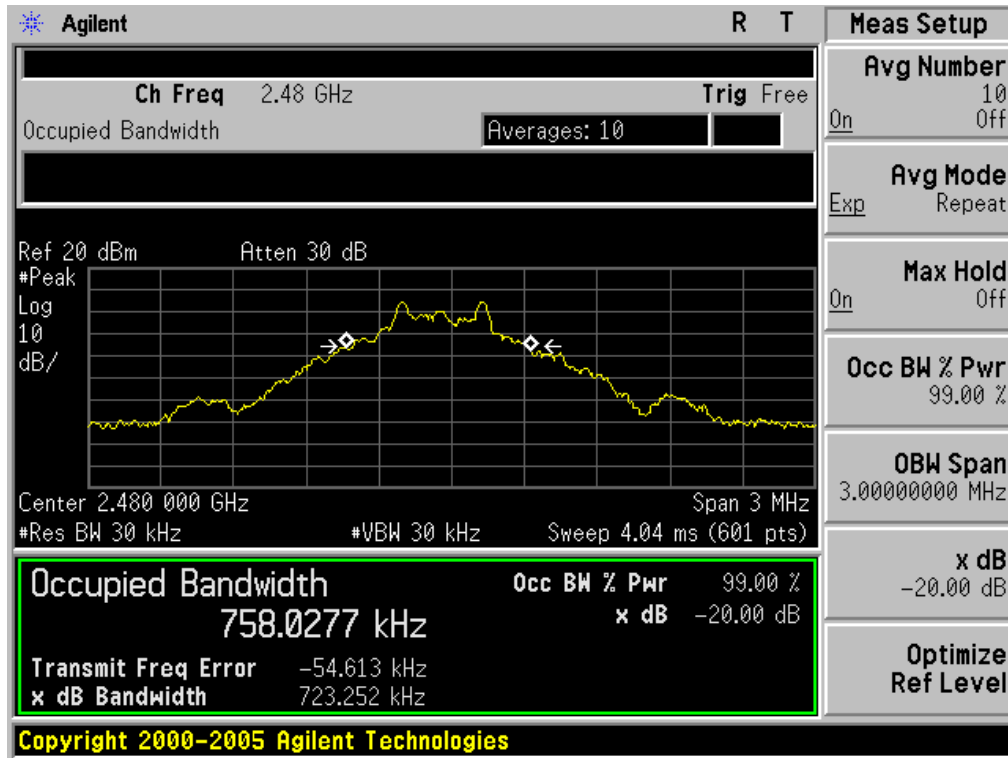 Agilent R T
Ch Freq 2.48 GHz Trig Free
Occupied Bandwidth Averages: 10
Ref 20 dBm Atten 30 dB
#Peak
Log
10
dB/
Center 2.480 000 GHz Span 3 MHz
#Res BW 30 kHz #VBW 30 kHz Sweep 4.04 ms (601 pts)
Occupied Bandwidth Occ BW % Pwr 99.00 %
758.0277 kHz x dB -20.00 dB
Transmit Freq Error -54.613 kHz
x dB Bandwidth 723.252 kHz
Copyright 2000-2005 Agilent Technologies
Meas Setup
Avg Number
10
On Off
Avg Mode
Exp Repeat
Max Hold
On Off
Occ BW % Pwr
99.00 %
OBW Span
3.00000000 MHz
x dB
-20.00 dB
Optimize
Ref Level